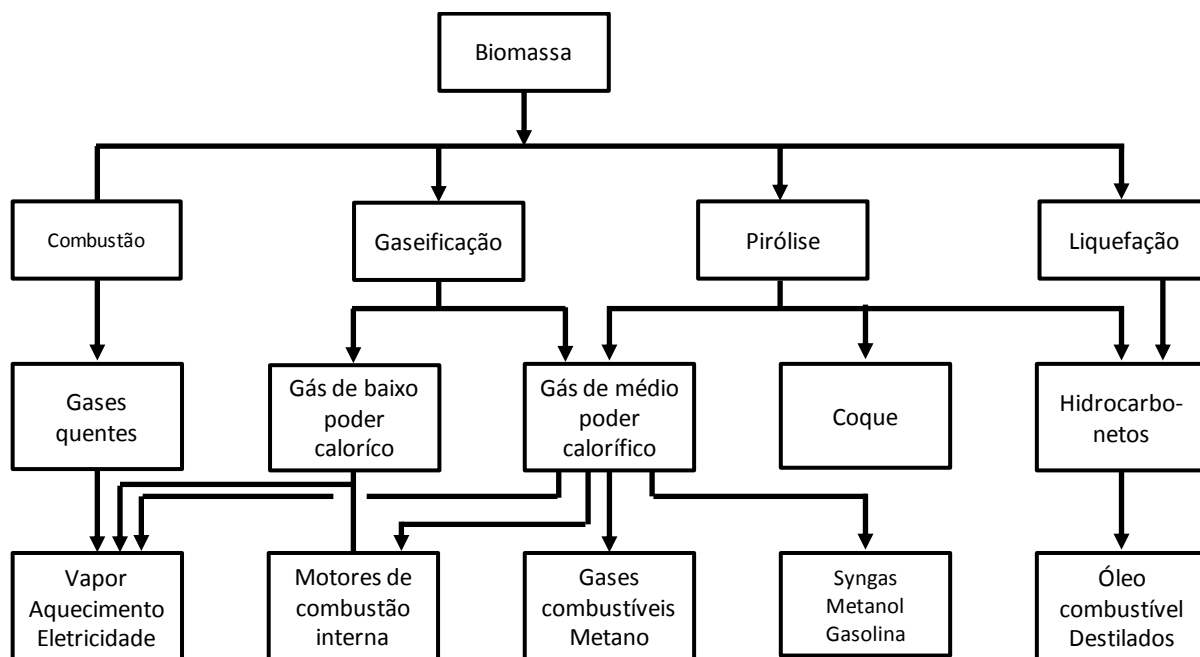 Biomassa
Combustão
Gaseificação
Pirólise
Liquefação
Gases
quentes
Gás de baixo
poder
caloríco
Gás de médio
poder
calorífico
Coque
Hidrocarbo-
netos
Vapor
Aquecimento
Eletricidade
Motores de
combustão
interna
Gases
combustíveis
Metano
Syngas
Metanol
Gasolina
Óleo
combustível
Destilados